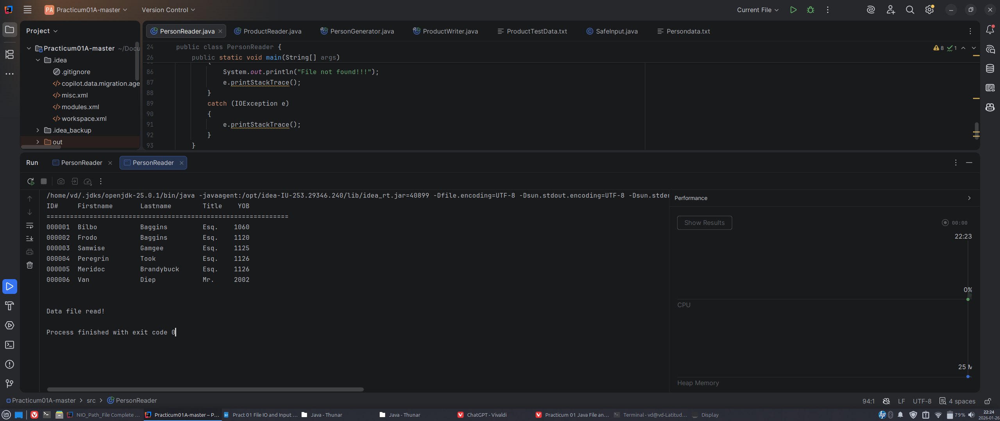 PA Practicum01A-master Version Control Current File
Project
PersonReader.java ProductReader.java PersonGenerator.java ProductWriter.java ProductTestData.txt SafeInput.java Persondata.txt
Practicum01A-master ~/Docu
.idea
.gitignore
copilot.data.migration.age
misc.xml
modules.xml
workspace.xml
.idea_backup
out
24 public class PersonReader {
26 public static void main(String[] args)
8 1
86 System.out.println("File not found!!!");
87 e.printStackTrace();
88 }
89 catch (IOException e)
90 {
91 e.printStackTrace();
92 }
93 }
Run PersonReader PersonReader
/home/vd/.jdks/openjdk-25.0.1/bin/java -javaagent:/opt/idea-IU-253.29346.240/lib/idea_rt.jar=40899 -Dfile.encoding=UTF-8 -Dsun.stdout.encoding=UTF-8 -Dsun.stder
ID# Firstname Lastname Title YOB
==============================================================
000001 Bilbo Baggins Esq. 1060
000002 Frodo Baggins Esq. 1120
000003 Samwise Gamgee Esq. 1125
000004 Peregrin Took Esq. 1126
000005 Meridoc Brandybuck Esq. 1126
000006 Van Diep Mr. 2002
Data file read!
Process finished with exit code 0
Performance
Show Results
00:00
22:23
0%
CPU
25 M
Heap Memory
Practicum01A-master > src > PersonReader
94:1 LF UTF-8 4 spaces
NIO_Path_File Complete ... Practicum01A-master – P... Pract 01 File IO and Input ... Java - Thunar Java - Thunar ChatGPT - Vivaldi Practicum 01 Java File an... Terminal - vd@vd-Latitud... Display
79%
22:24
2026-01-26